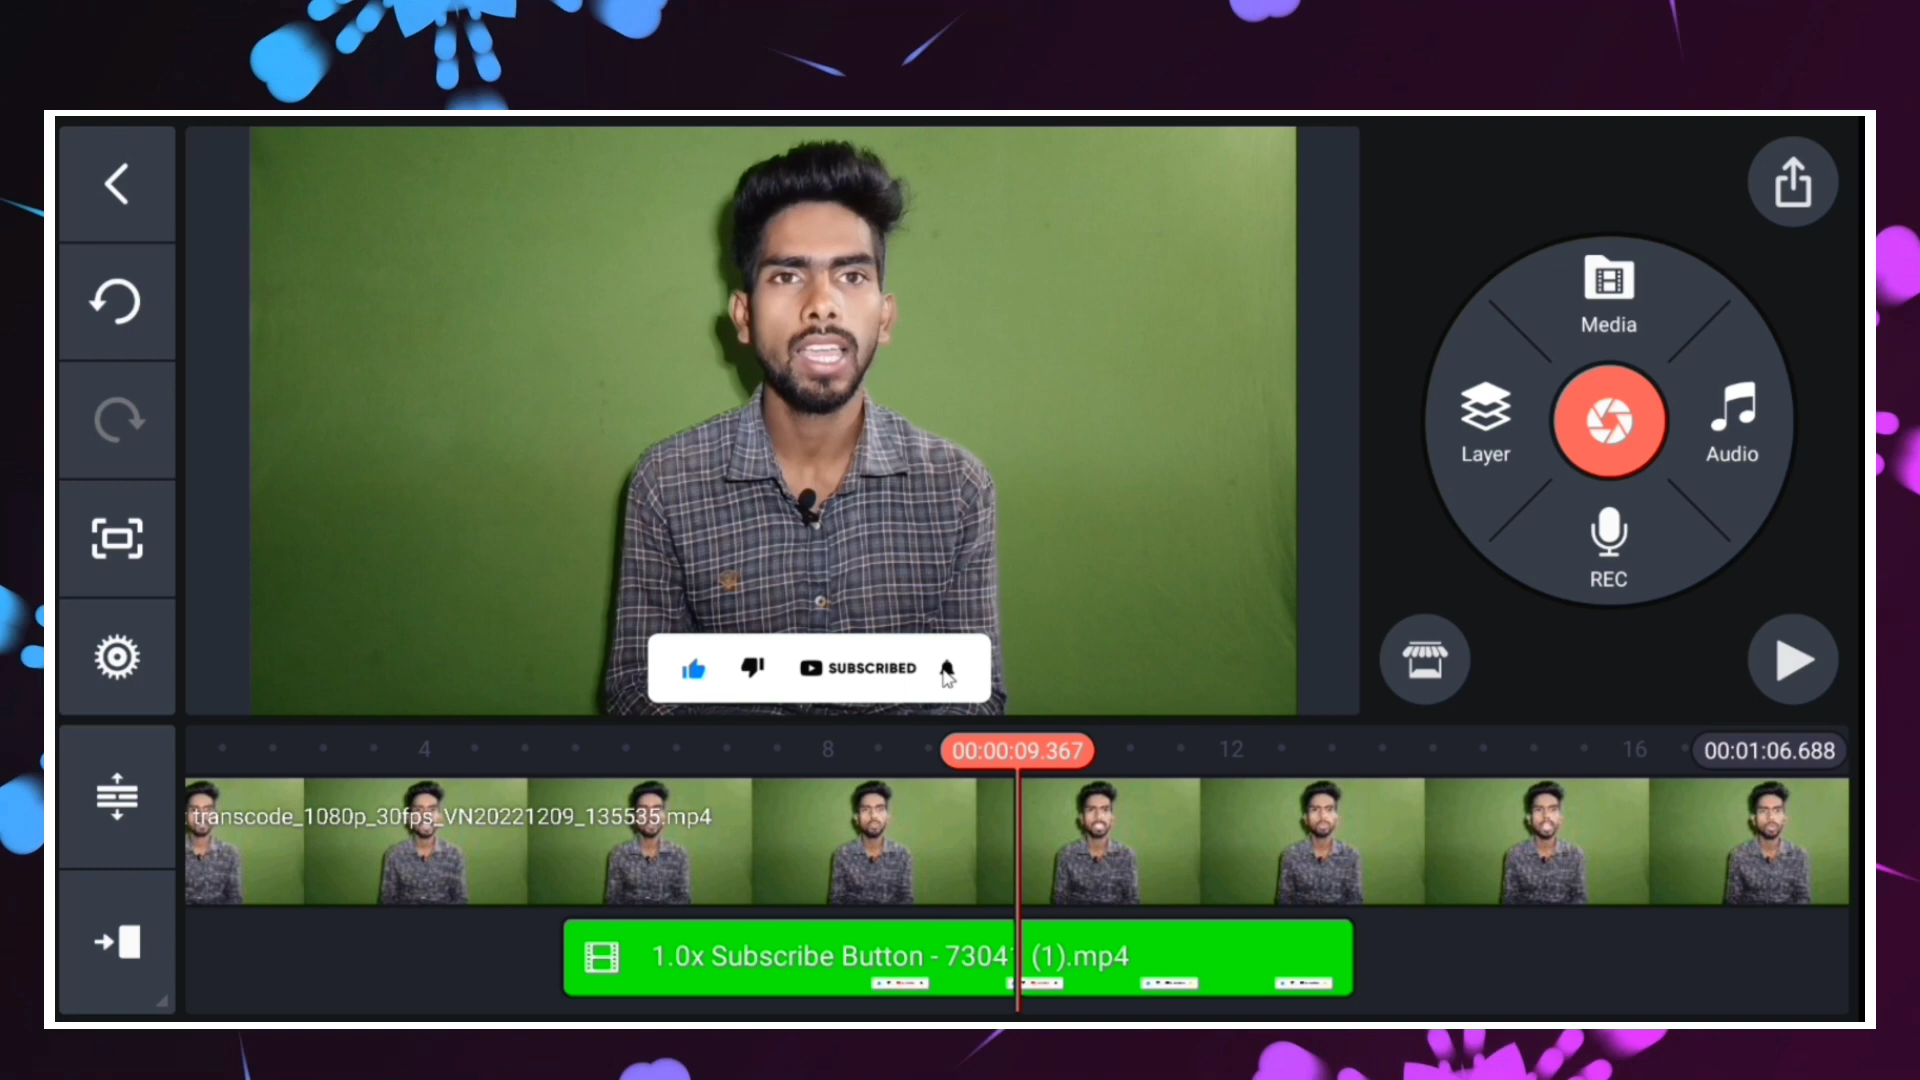 Media
Layer
Audio
REC
SUBSCRIBED
4
8
00:00:09.367
12
16
00:01:06.688
transcode_1080p_30fps_VN20221209_135535.mp4
1.0x Subscribe Button - 7304 (1).mp4